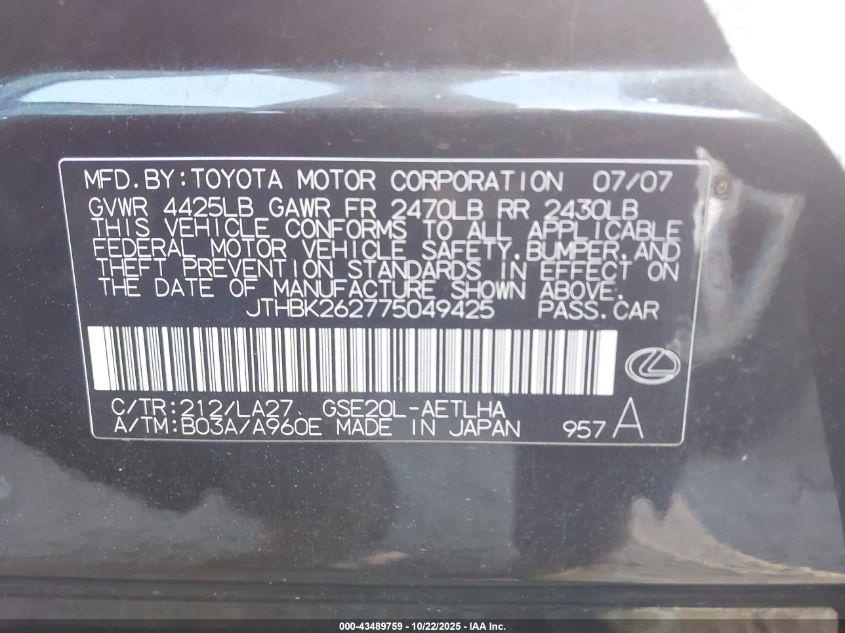 MFD.BY:TOYOTA MOTOR CORPORATION 07/07
GVWR 4425LB GAWR FR 2470LB RR 2430LB
THIS VEHICLE CONFORMS TO ALL APPLICABLE
FEDERAL MOTOR VEHICLE SAFETY,BUMPER,AND
THEFT PREVENTION STANDARDS IN EFFECT ON
THE DATE OF MANUFACTURE SHOWN ABOVE.
JTHBK262775049425 PASS.CAR
C/TR:212/LA27 GSE20L-AETLHA
A/TM:B03A/A960E MADE IN JAPAN 957A
000-43489759 | 10/22/2025 | IAA Inc.